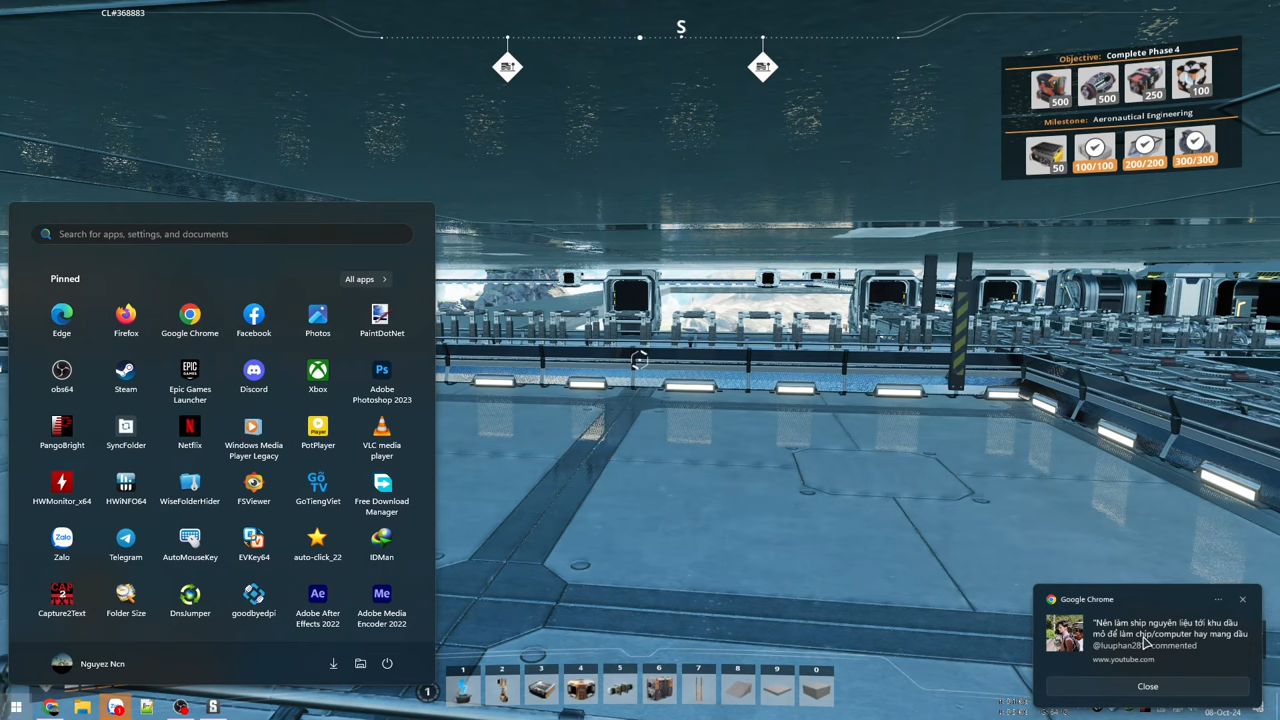 CL#368883
S
Objective: Complete Phase 4
500
500
250
100
Milestone: Aeronautical Engineering
50
100/100
200/200
300/300
Search for apps, settings, and documents
Pinned
All apps
Edge
Firefox
Google Chrome
Facebook
Photos
PaintDotNet
obs64
Steam
Epic Games
Launcher
Discord
Xbox
Adobe
Photoshop 2023
PangoBright
SyncFolder
Netflix
Windows Media
Player Legacy
PotPlayer
VLC media
player
HWMonitor_x64
HWiNFO64
WiseFolderHider
FSViewer
GoTiengViet
Free Download
Manager
Zalo
Telegram
AutoMouseKey
EVKey64
auto-click_22
IDMan
Capture2Text
Folder Size
DnsJumper
goodbyedpi
Adobe After
Effects 2022
Adobe Media
Encoder 2022
Nguyez Ncn
Google Chrome
"Nên làm ship nguyên liệu tới khu dầu
mỏ để làm chip/computer hay mang dầu
commented
www.youtube.com
Close
1
1 2 3 4 5 6 7 8 9 0
08-Oct-24